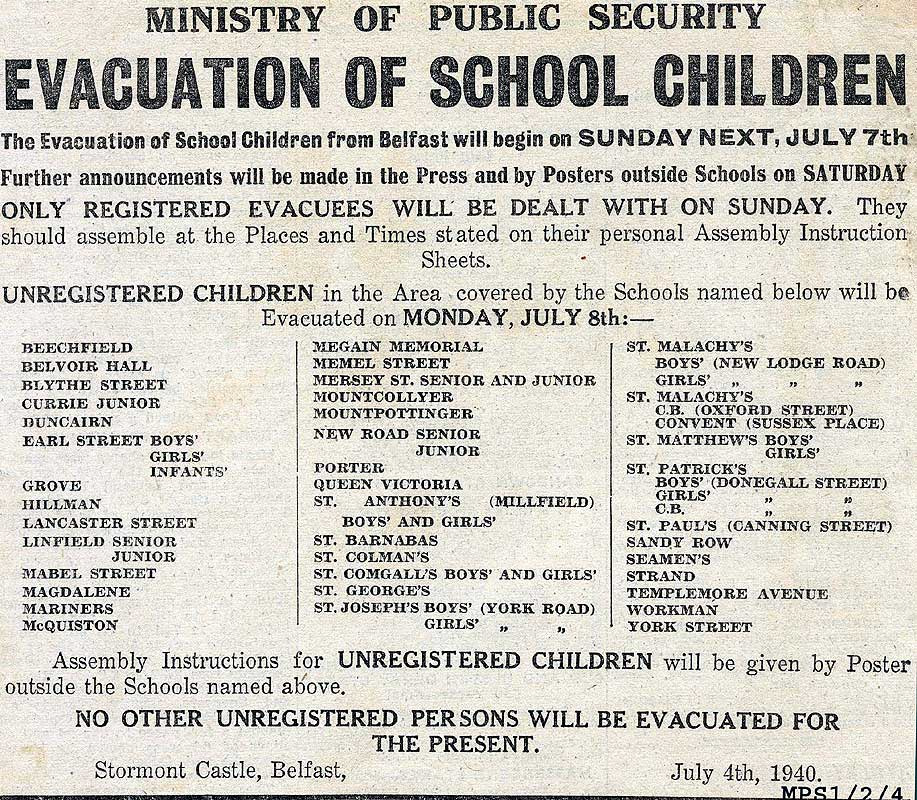 MINISTRY OF PUBLIC SECURITY
EVACUATION OF SCHOOL CHILDREN
The Evacuation of School Children from Belfast will begin on SUNDAY NEXT, JULY 7th
Further announcements will be made in the Press and by Posters outside Schools on SATURDAY
ONLY REGISTERED EVACUEES WILL BE DEALT WITH ON SUNDAY. They
should assemble at the Places and Times stated on their personal Assembly Instruction
Sheets.
UNREGISTERED CHILDREN in the Area covered by the Schools named below will be
Evacuated on MONDAY, JULY 8th:—
BEECHFIELD
BELVOIR HALL
BLYTHE STREET
CURRIE JUNIOR
DUNCAIRN
EARL STREET BOYS'
GIRLS'
INFANTS'
GROVE
HILLMAN
LANCASTER STREET
LINFIELD SENIOR
JUNIOR
MABEL STREET
MAGDALENE
MARINERS
McQUISTON
MEGAIN MEMORIAL
MEMEL STREET
MERSEY ST. SENIOR AND JUNIOR
MOUNTCOLLYER
MOUNTPOTTINGER
NEW ROAD SENIOR
JUNIOR
PORTER
QUEEN VICTORIA
ST. ANTHONY'S (MILLFIELD)
BOYS' AND GIRLS'
ST. BARNABAS
ST. COLMAN'S
ST. COMGALL'S BOYS' AND GIRLS'
ST. GEORGE'S
ST. JOSEPH'S BOYS' (YORK ROAD)
GIRLS' „ „
ST. MALACHY'S
BOYS' (NEW LODGE ROAD)
GIRLS' „ „ „
ST. MALACHY'S
C.B. (OXFORD STREET)
CONVENT (SUSSEX PLACE)
ST. MATTHEW'S BOYS'
GIRLS'
ST. PATRICK'S
BOYS' (DONEGALL STREET)
GIRLS' „ „
C.B. „ „
ST. PAUL'S (CANNING STREET)
SANDY ROW
SEAMEN'S
STRAND
TEMPLEMORE AVENUE
WORKMAN
YORK STREET
Assembly Instructions for UNREGISTERED CHILDREN will be given by Poster
outside the Schools named above.
NO OTHER UNREGISTERED PERSONS WILL BE EVACUATED FOR
THE PRESENT.
Stormont Castle, Belfast, July 4th, 1940.
MPS1/2/4